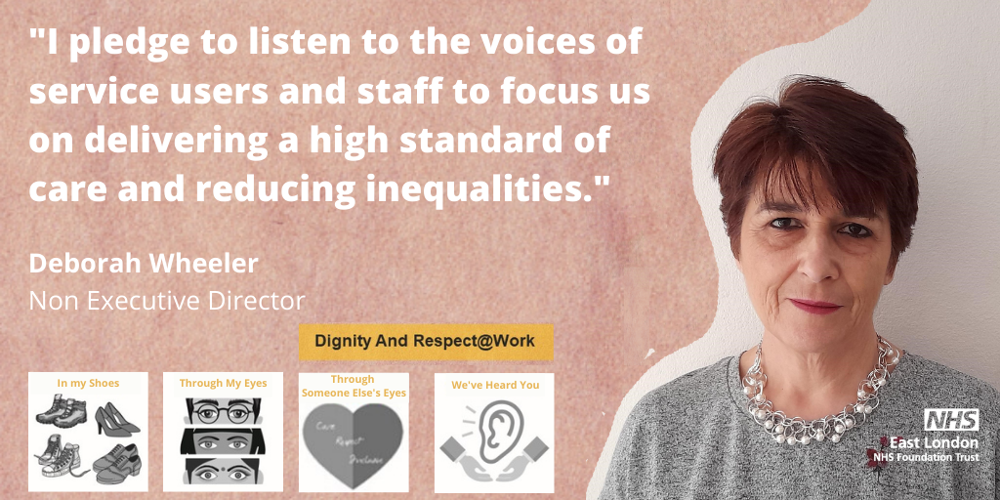 "I pledge to listen to the voices of
service users and staff to focus us
on delivering a high standard of
care and reducing inequalities."
Deborah Wheeler
Non Executive Director
Dignity And Respect@Work
In my Shoes
Through My Eyes
Through
Someone Else's Eyes
Care
Respect
Inclusion
We've Heard You
NHS
East London
NHS Foundation Trust